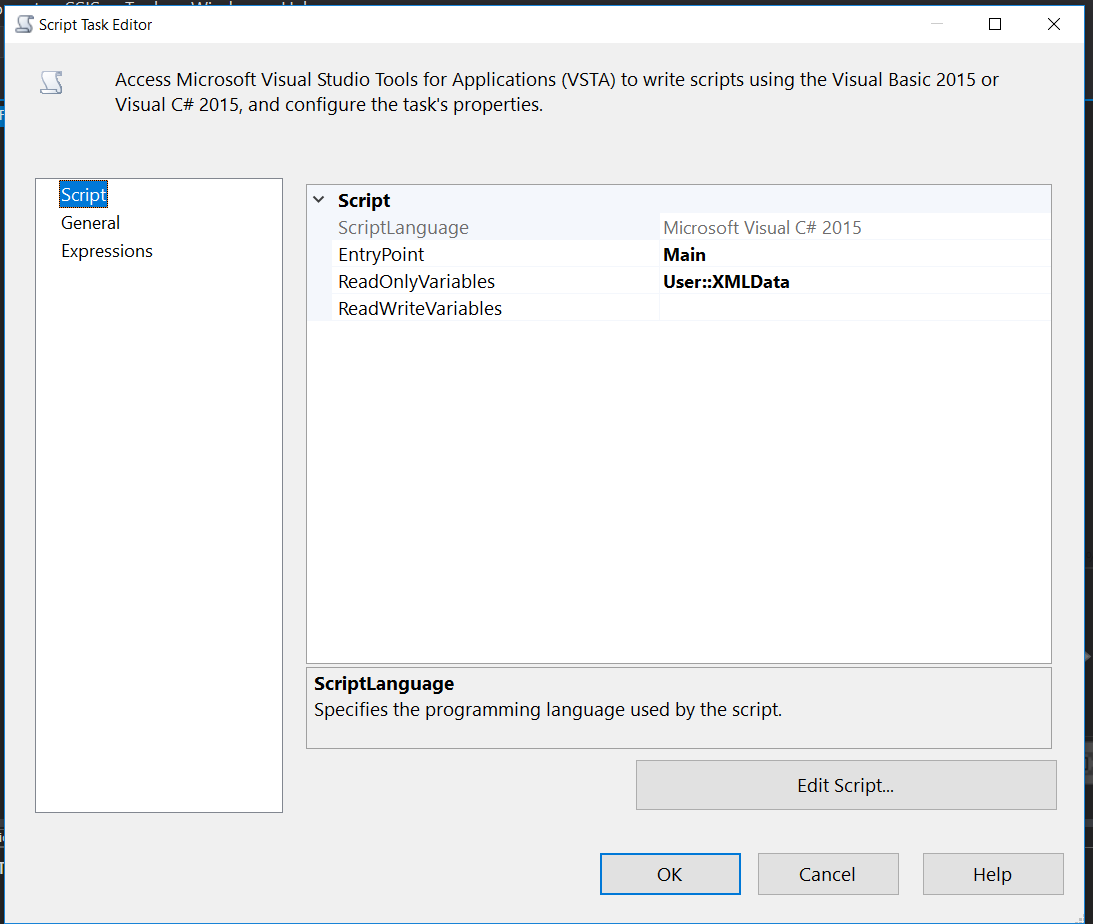 Script Task Editor
Access Microsoft Visual Studio Tools for Applications (VSTA) to write scripts using the Visual Basic 2015 or
Visual C# 2015, and configure the task's properties.
Script
General
Expressions
Script
ScriptLanguage Microsoft Visual C# 2015
EntryPoint Main
ReadOnlyVariables User::XMLData
ReadWriteVariables
ScriptLanguage
Specifies the programming language used by the script.
Edit Script...
OK Cancel Help